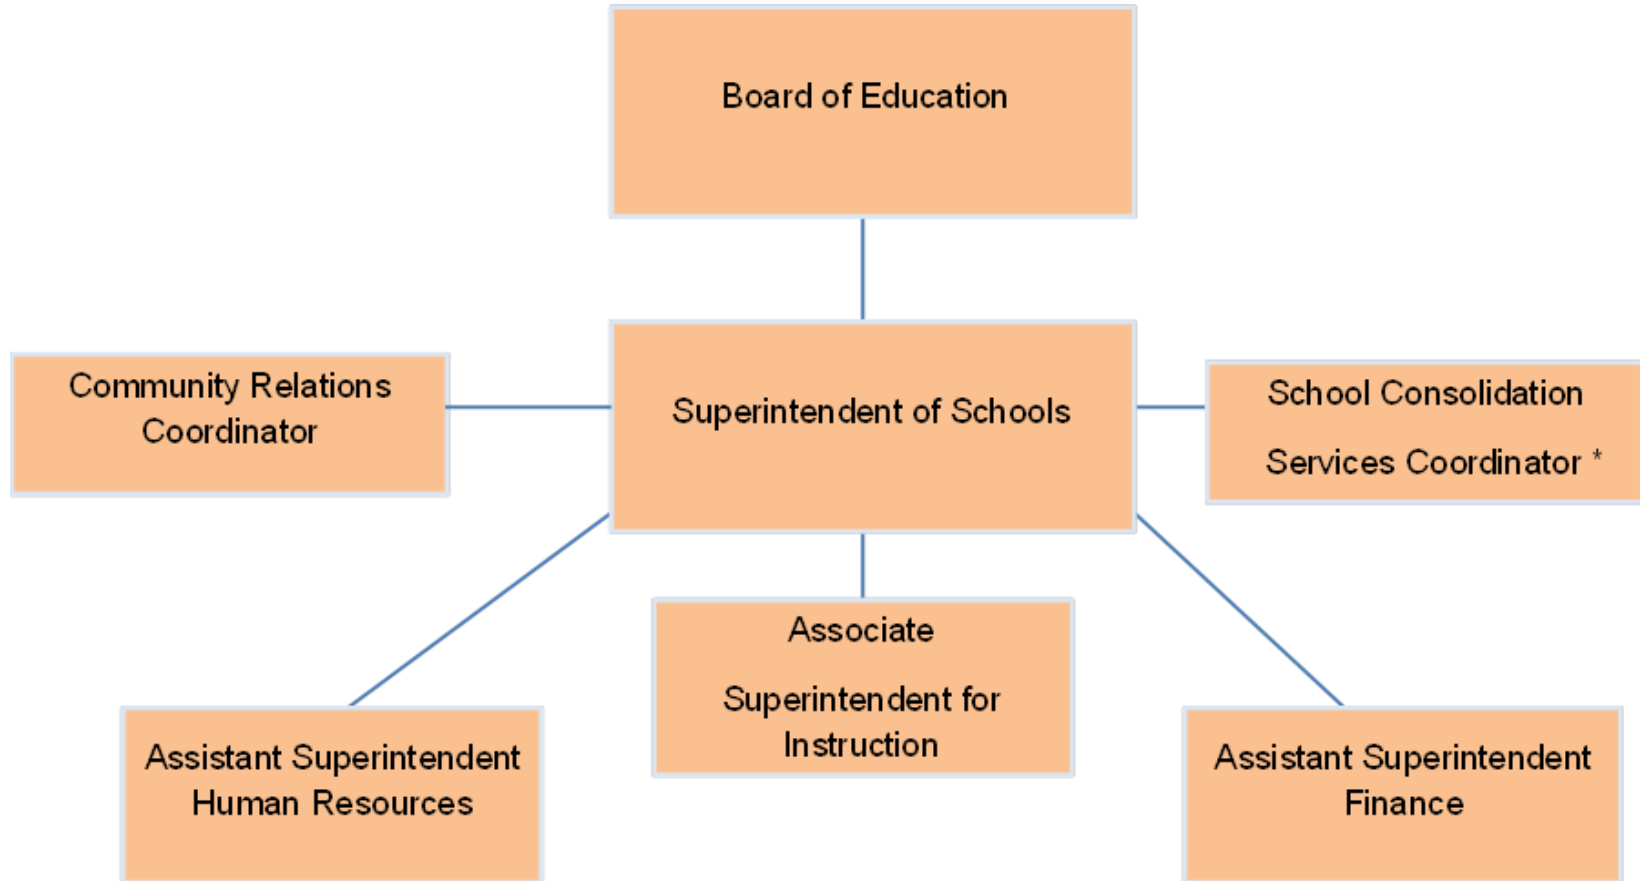 Board of Education
Community Relations
Coordinator
Superintendent of Schools
School Consolidation
Services Coordinator *
Associate
Superintendent for
Instruction
Assistant Superintendent
Human Resources
Assistant Superintendent
Finance